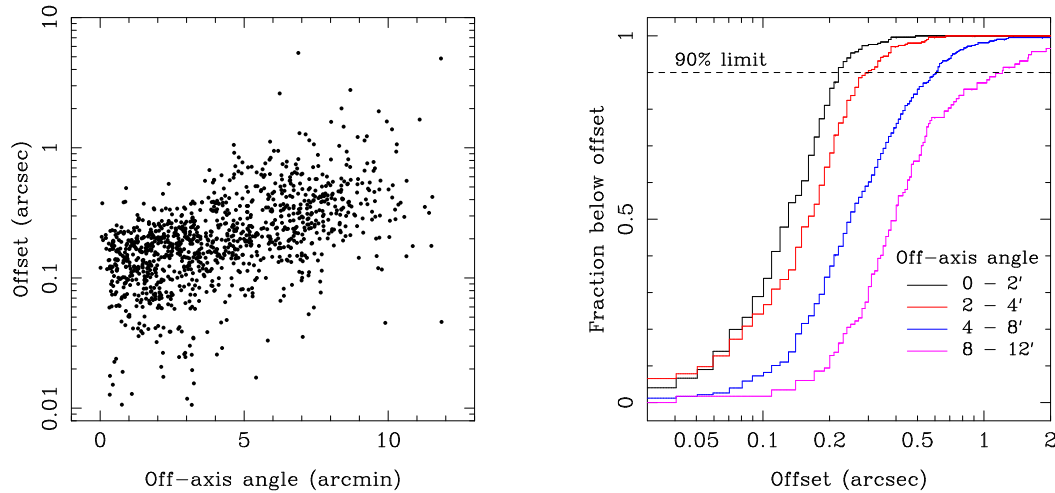 10
1
0.1
0.01
Offset (arcsec)
0
5
10
Off-axis angle (arcmin)
1
0.5
0
Fraction below offset
90% limit
Off-axis angle
0 - 2'
2 - 4'
4 - 8'
8 - 12'
0.05
0.1
0.2
0.5
1
2
Offset (arcsec)